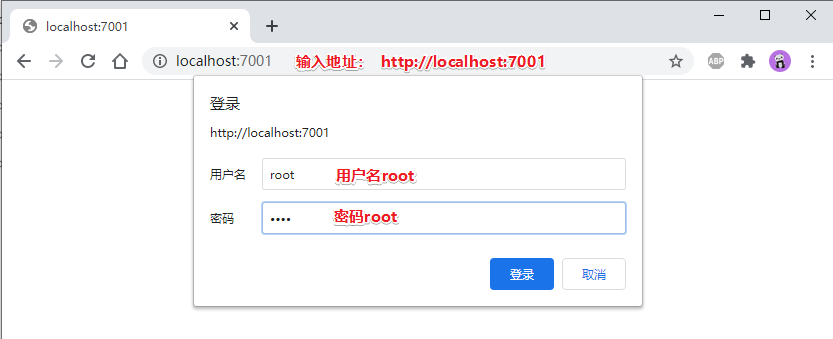 localhost:7001
localhost:7001 输入地址： http://localhost:7001
ABP
登录
http://localhost:7001
用户名 root 用户名root
密码 •••• 密码root
登录 取消